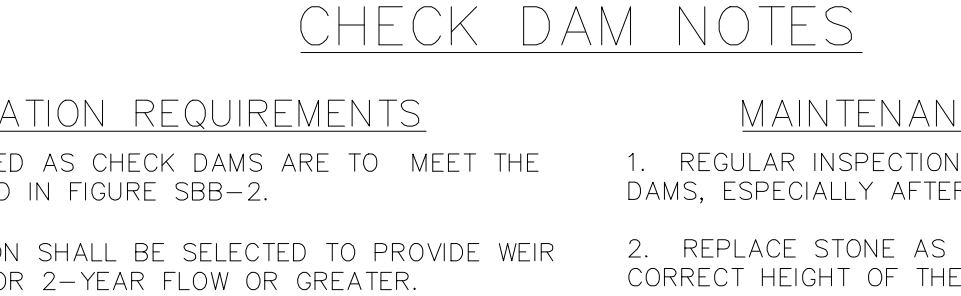 CHECK DAM NOTES
ATION REQUIREMENTS
ED AS CHECK DAMS ARE TO MEET THE
D IN FIGURE SBB-2.
ON SHALL BE SELECTED TO PROVIDE WEIR
OR 2-YEAR FLOW OR GREATER.
MAINTENAN
1. REGULAR INSPECTION
DAMS, ESPECIALLY AFTER
2. REPLACE STONE AS
CORRECT HEIGHT OF THE